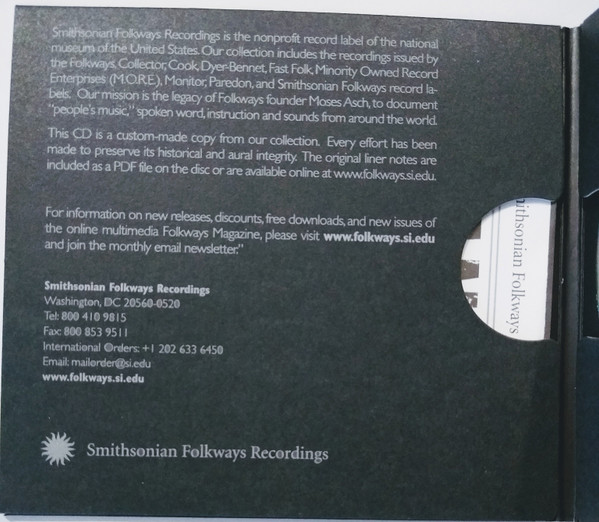 Smithsonian Folkways Recordings is the nonprofit record label of the national
museum of the United States. Our collection includes the recordings issued by
the Folkways, Collector, Cook, Dyer-Bennet, Fast Folk, Minority Owned Record
Enterprises (M.O.R.E.), Monitor, Paredon, and Smithsonian Folkways record la-
bels. Our mission is the legacy of Folkways founder Moses Asch, to document
"people's music," spoken word, instruction and sounds from around the world.
This CD is a custom-made copy from our collection. Every effort has been
made to preserve its historical and aural integrity. The original liner notes are
included as a PDF file on the disc or are available online at www.folkways.si.edu.
For information on new releases, discounts, free downloads, and new issues of
the online multimedia Folkways Magazine, please visit www.folkways.si.edu
and join the monthly email newsletter."
Smithsonian Folkways Recordings
Washington, DC 20560-0520
Tel: 800 410 9815
Fax: 800 853 9511
International Orders: +1 202 633 6450
Email: mailorder@si.edu
www.folkways.si.edu
Smithsonian Folkways Recordings
ithsonian Folkways